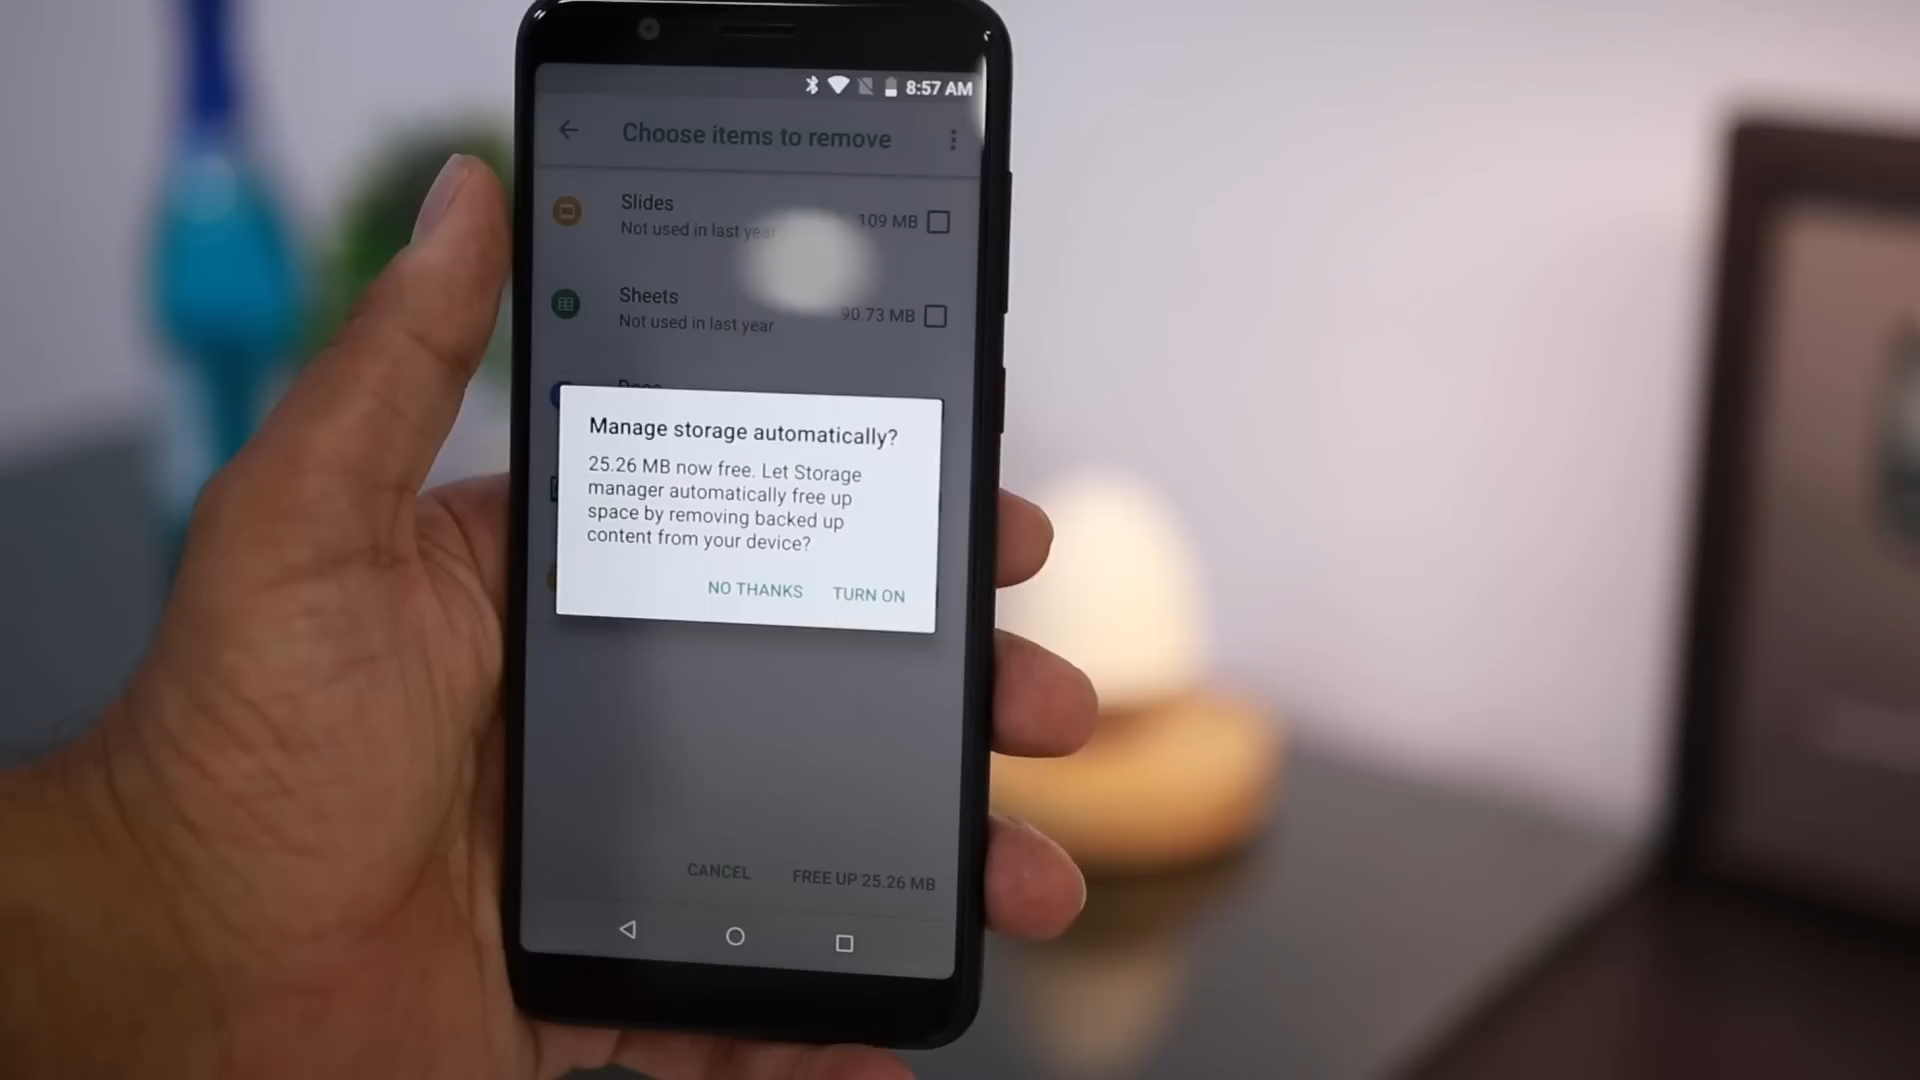 8:57 AM
Choose items to remove
Slides
Not used in last year
109 MB
Sheets
Not used in last year
90.73 MB
Docs
Manage storage automatically?
25.26 MB now free. Let Storage
manager automatically free up
space by removing backed up
content from your device?
NO THANKS
TURN ON
CANCEL
FREE UP 25.26 MB